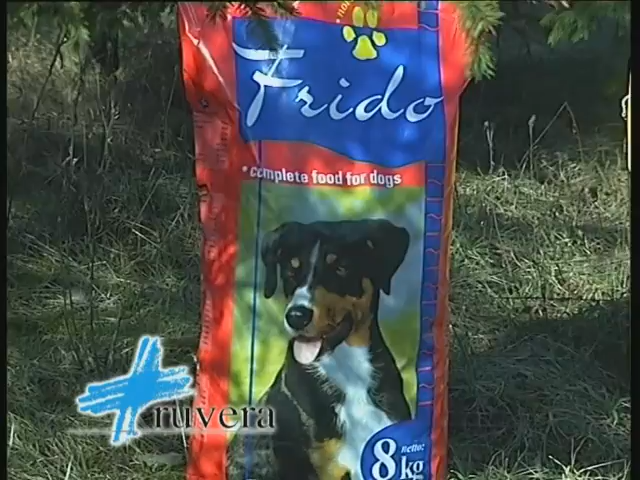 Frido
*complete food for dogs
ruvera
8 netto:
kg